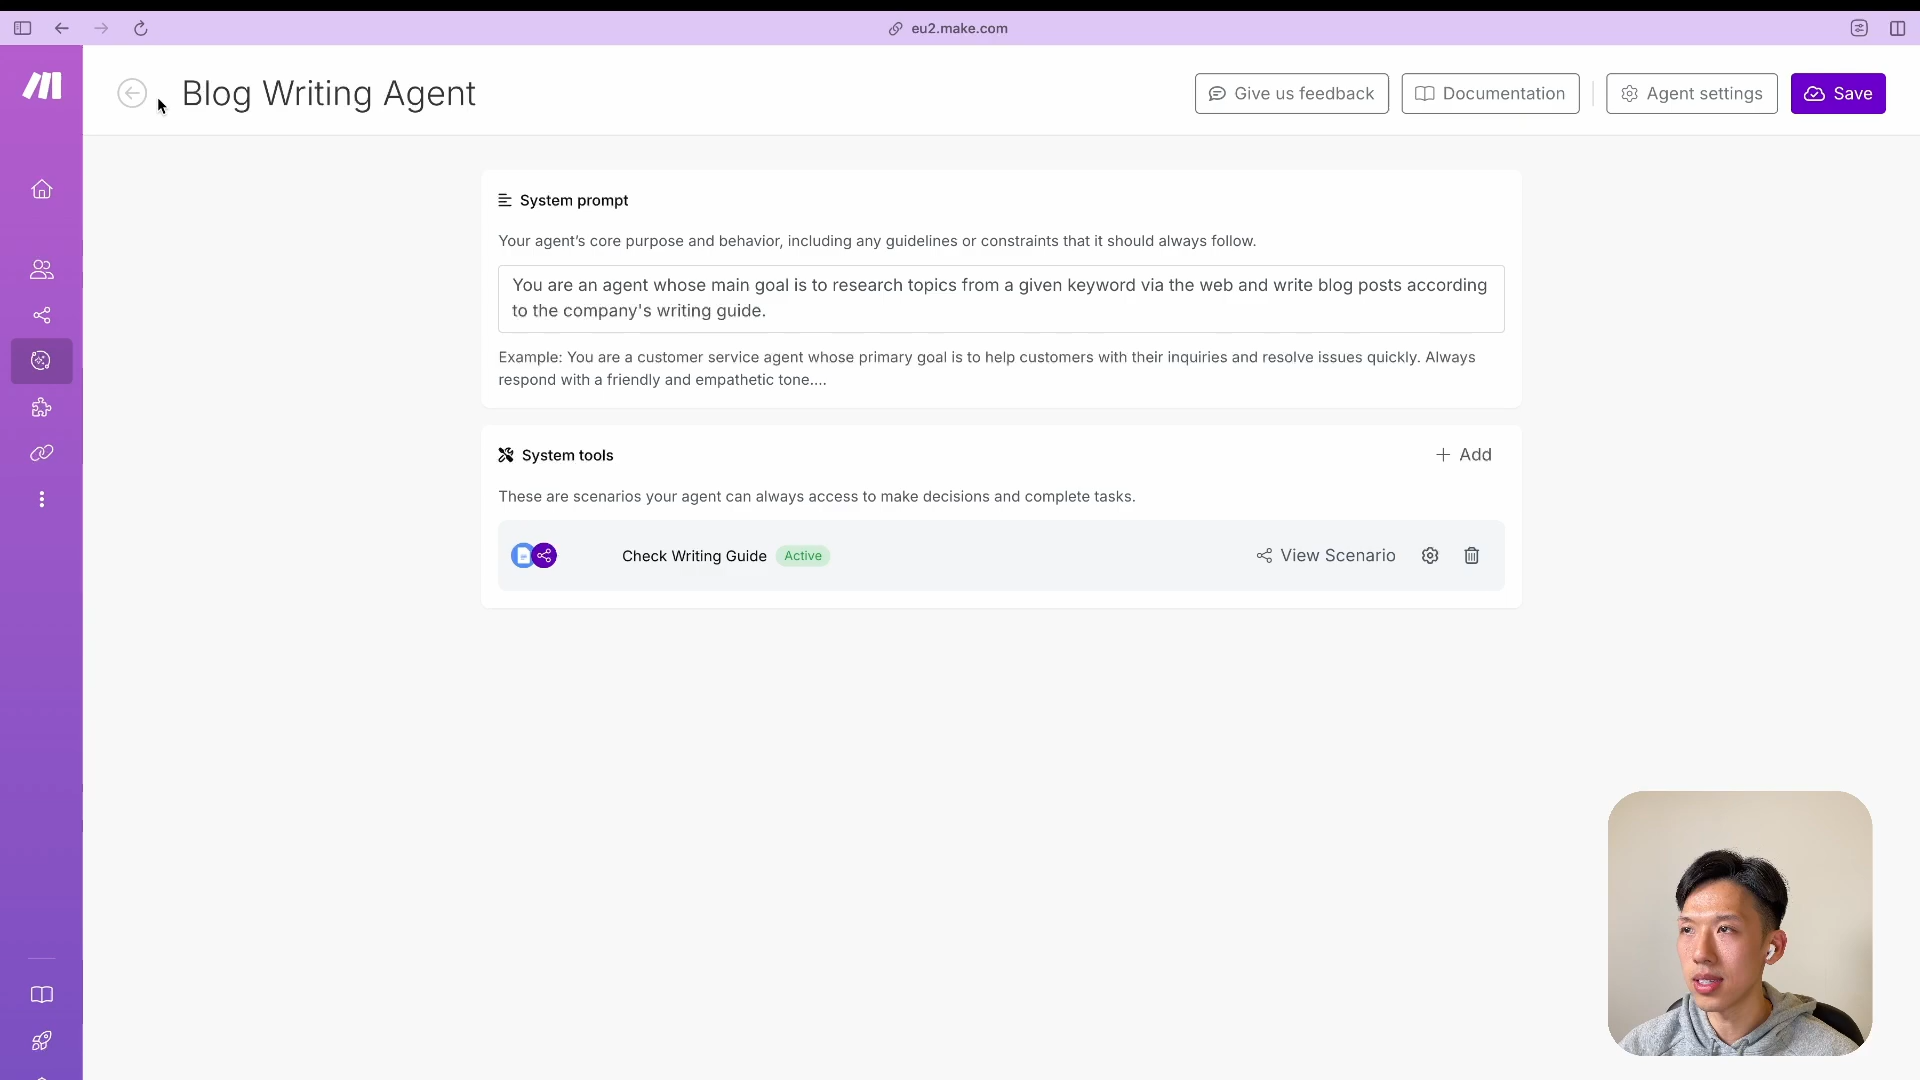 eu2.make.com
Blog Writing Agent
Give us feedback
Documentation
Agent settings
Save
System prompt
Your agent’s core purpose and behavior, including any guidelines or constraints that it should always follow.
You are an agent whose main goal is to research topics from a given keyword via the web and write blog posts according
to the company's writing guide.
Example: You are a customer service agent whose primary goal is to help customers with their inquiries and resolve issues quickly. Always
respond with a friendly and empathetic tone....
System tools
Add
These are scenarios your agent can always access to make decisions and complete tasks.
Check Writing Guide
Active
View Scenario